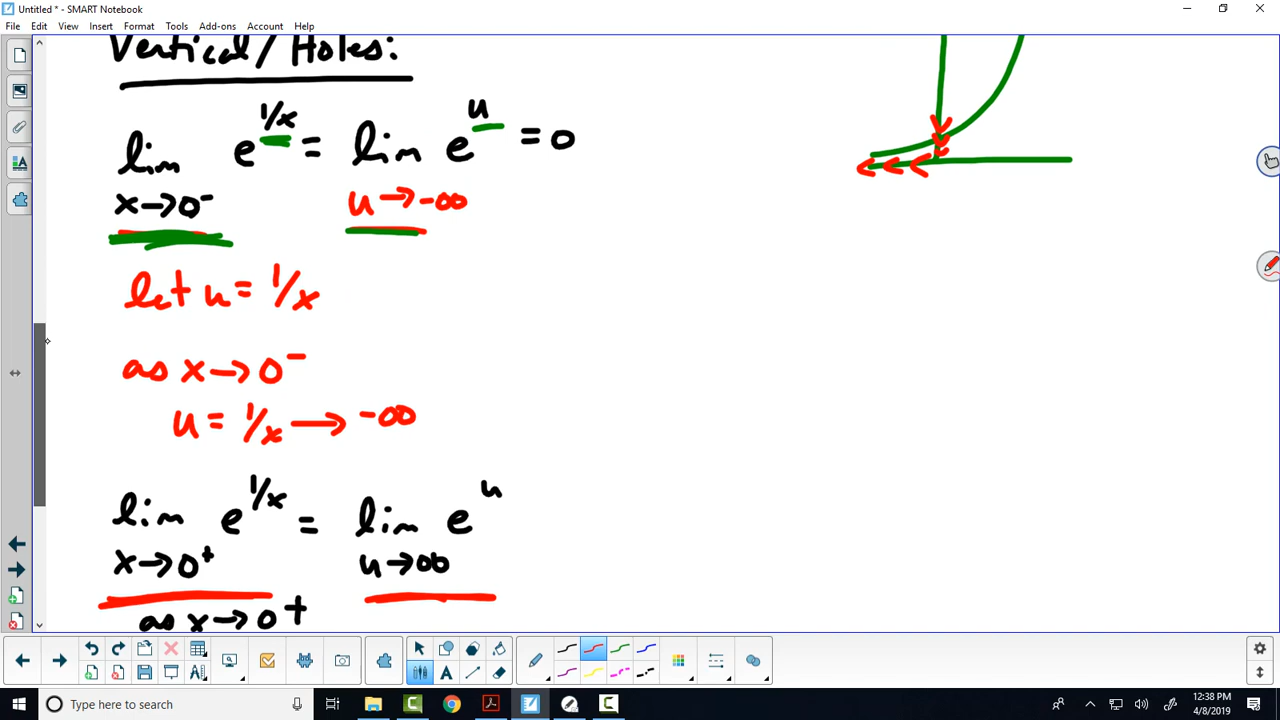 Untitled * - SMART Notebook
File Edit View Insert Format Tools Add-ons Account Help
Vertical/Holes:
lim e^(1/x) = lim e^u = 0
x→0⁻ u→-∞
let u = 1/x
as x→0⁻
u = 1/x → -∞
lim e^(1/x) = lim e^u
x→0⁺ u→∞
as x→0⁺
Type here to search
12:38 PM
4/8/2019